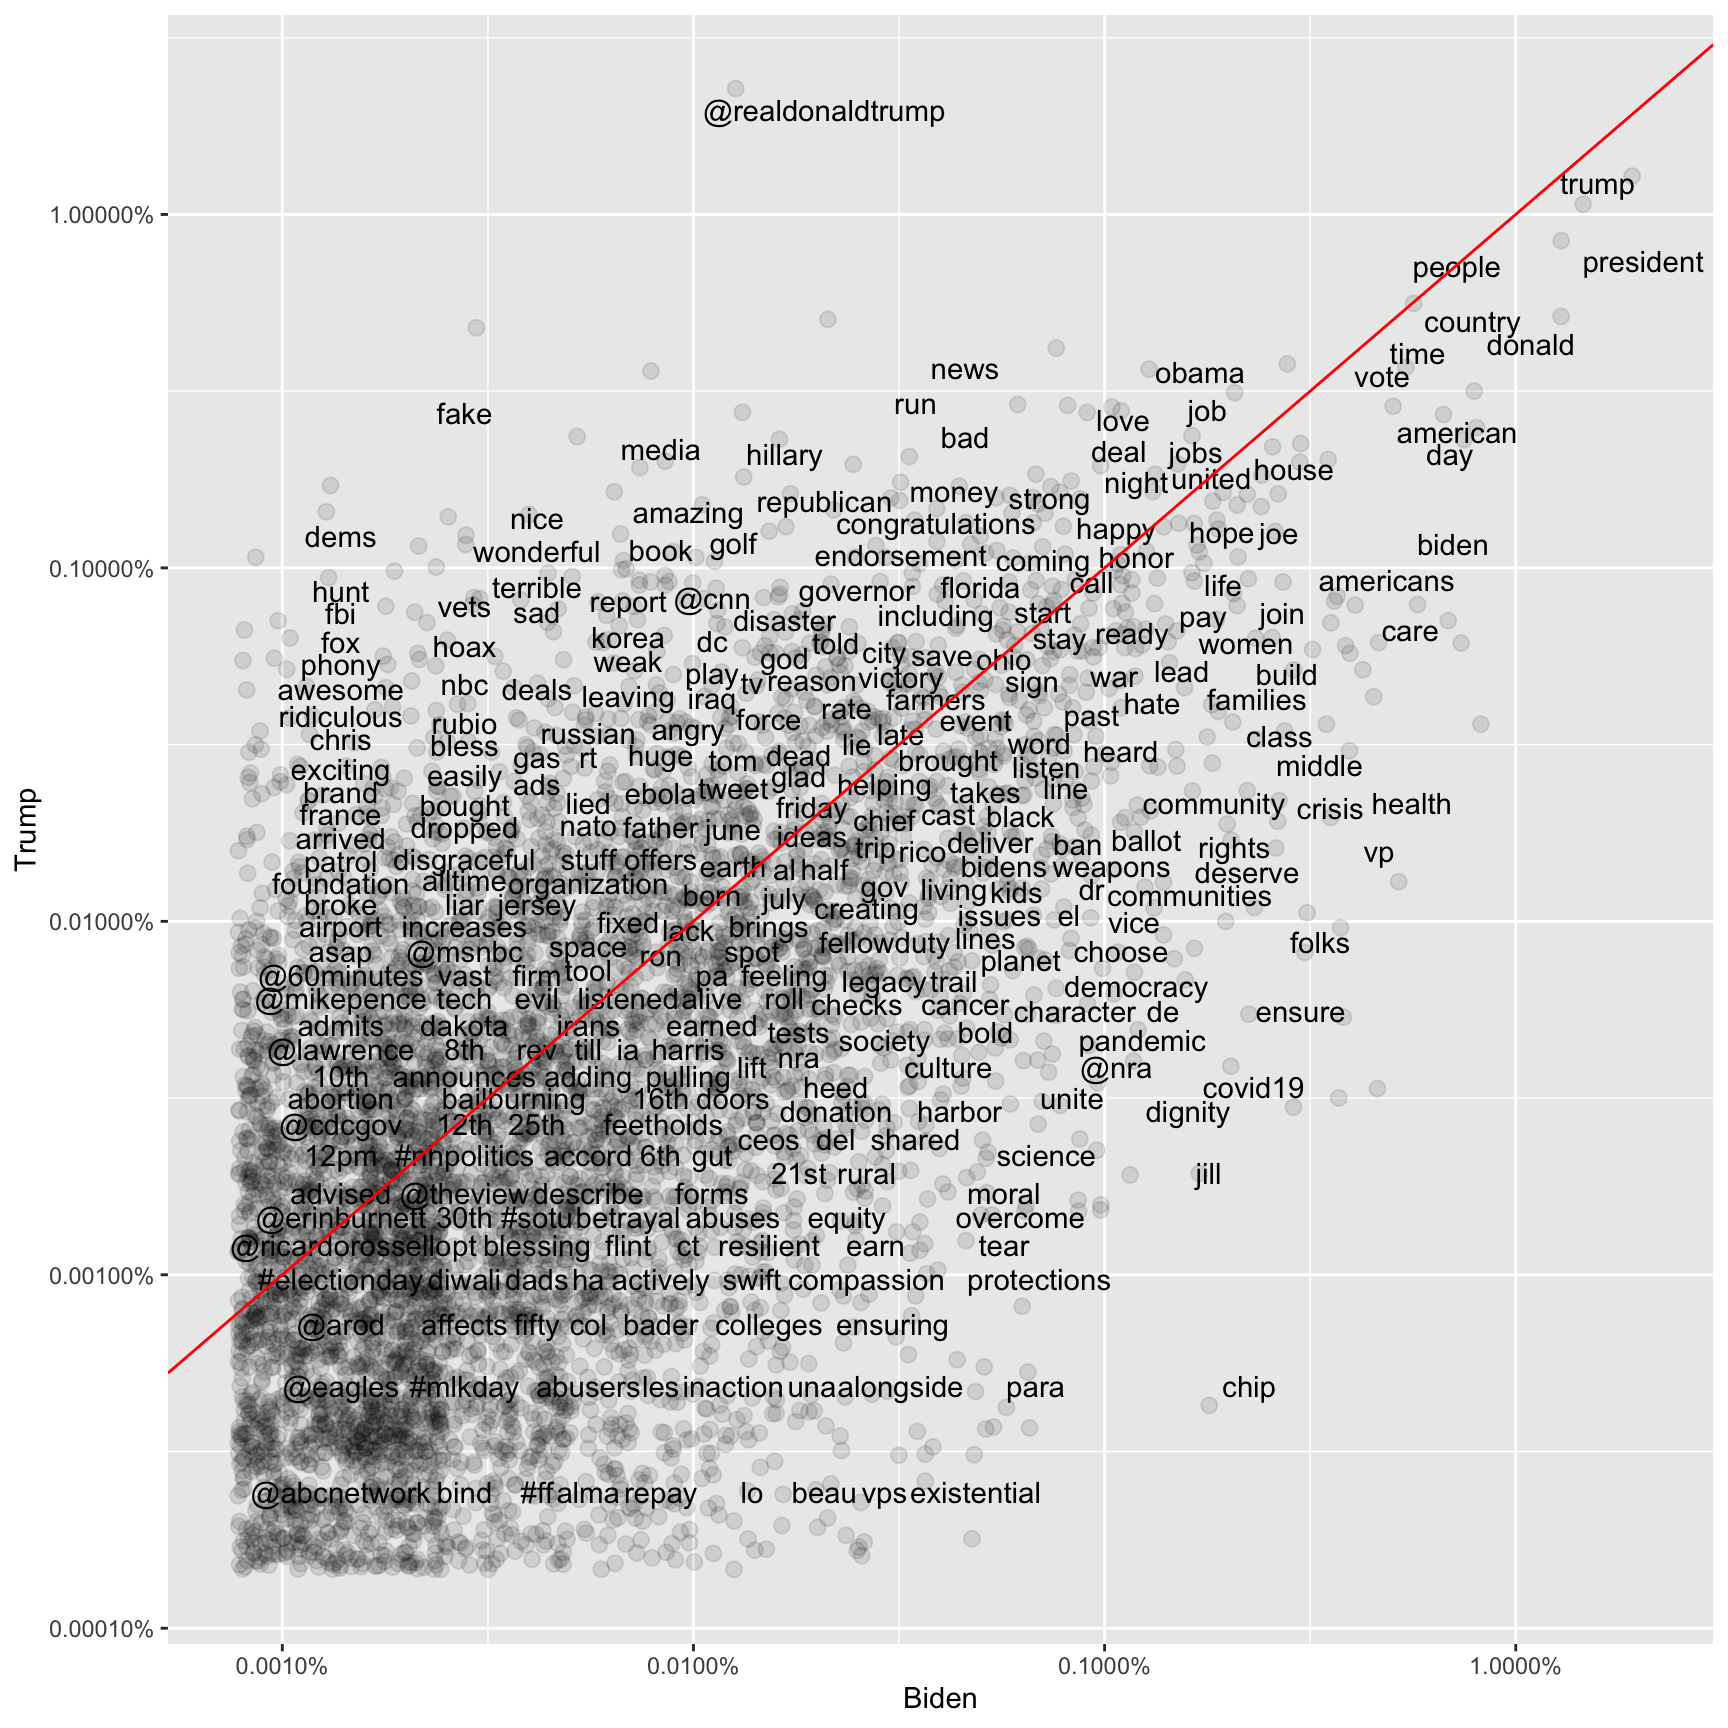 @realdonaldtrump
trump
1.00000%
people president
country
donald
time
news obama vote
run job
fake love
bad american
media hillary deal jobs day
house
night united
republican money strong
amazing
nice congratulations
dems happy hope joe
wonderful book golf endorsement biden
coming honor
0.10000%
hunt terrible governor florida call life americans
fbi vets sad report @cnn
disaster including start pay join
fox hoax korea dc told stay ready women care
phony weak god city save ohio
awesome nbc deals play tv reason victory sign war lead build
leaving iraq farmers hate families
ridiculous rubio force rate event past
chris bless russian angry lie late word heard class
gas rt huge tom dead brought
exciting easily glad listen middle
brand ads ebola tweet helping takes line
france bought lied friday community crisis health
arrived dropped nato father june ideas chief cast black
patrol disgraceful stuff offers trip rico deliver ban ballot rights vp
earth al half bidens weapons deserve
foundation alltime organization gov living kids dr communities
broke liar jersey born july creating
airport increases fixed lack brings issues el vice
asap @msnbc space ron spot fellow duty lines choose folks
@60minutes vast firm tool pa feeling planet
legacy trail democracy
@mikepence tech evil listened alive roll checks cancer
character de ensure
admits dakota irans earned tests bold
society pandemic
@lawrence 8th rev till ia harris nra
10th announces adding pulling lift culture @nra
heed covid19
abortion bail burning 16th doors unite
donation harbor dignity
@cdcgov 12th 25th feet holds
ceos del shared
12pm #nhpolitics accord 6th gut science
21st rural jill
advised @theview describe forms moral
@erinburnett 30th #sotu betrayal abuses equity overcome
@ricardorossello opt blessing flint ct resilient earn tear
#electionday diwali dads ha actively swift compassion protections
0.00100%
@arod affects fifty col bader colleges ensuring
@eagles #mlkday abusers les inaction una alongside para chip
@abcnetwork bind #ff alma repay lo beau vps existential
0.01000%
0.00010%
0.0010% 0.0100% 0.1000% 1.0000%
Biden
Trump